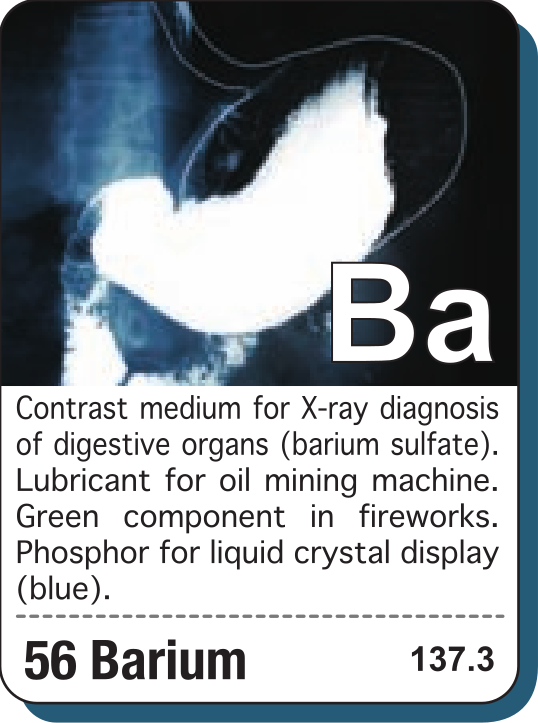 Ba
Contrast medium for X-ray diagnosis
of digestive organs (barium sulfate).
Lubricant for oil mining machine.
Green component in fireworks.
Phosphor for liquid crystal display
(blue).
56 Barium 137.3